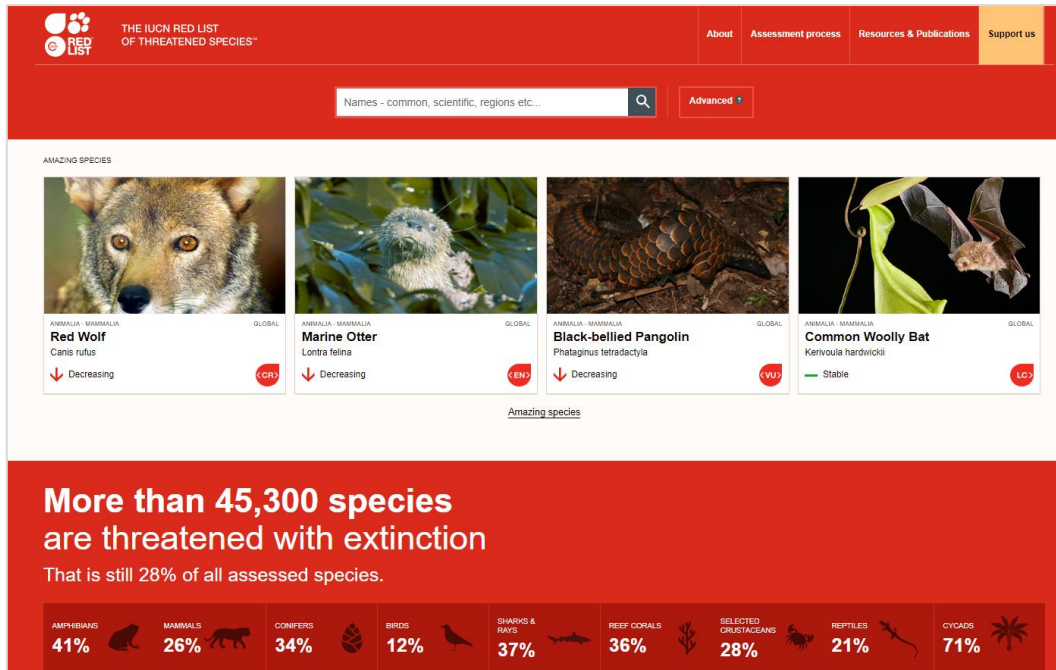 RED
LIST
THE IUCN RED LIST
OF THREATENED SPECIES™
About
Assessment process
Resources & Publications
Support us
Names - common, scientific, regions etc...
Advanced ?
AMAZING SPECIES
ANIMALIA - MAMMALIA GLOBAL
Red Wolf
Canis rufus
Decreasing <CR>
ANIMALIA - MAMMALIA GLOBAL
Marine Otter
Lontra felina
Decreasing <EN>
ANIMALIA - MAMMALIA GLOBAL
Black-bellied Pangolin
Phataginus tetradactyla
Decreasing <VU>
ANIMALIA - MAMMALIA GLOBAL
Common Woolly Bat
Kerivoula hardwickii
Stable LC>
Amazing species
More than 45,300 species
are threatened with extinction
That is still 28% of all assessed species.
AMPHIBIANS
41%
MAMMALS
26%
CONIFERS
34%
BIRDS
12%
SHARKS &
RAYS
37%
REEF CORALS
36%
SELECTED
CRUSTACEANS
28%
REPTILES
21%
CYCADS
71%